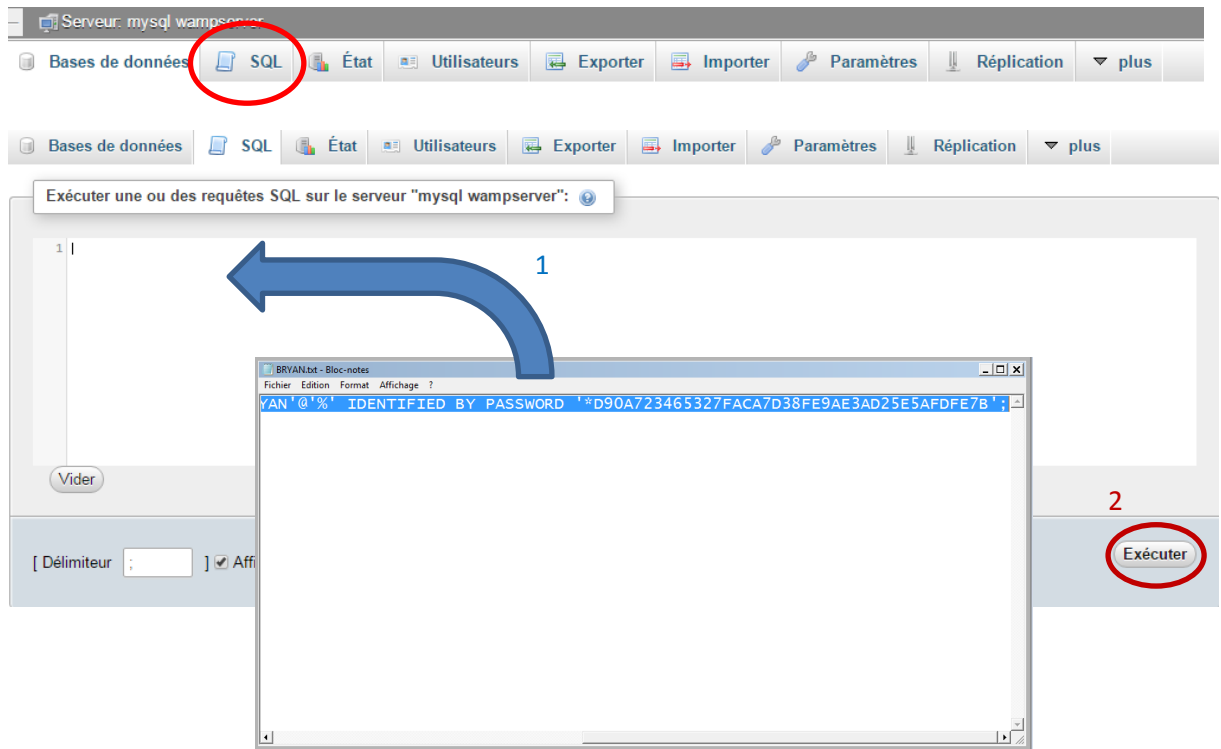 Serveur: mysql wampserver
Bases de données SQL État Utilisateurs Exporter Importer Paramètres Réplication plus
Bases de données SQL État Utilisateurs Exporter Importer Paramètres Réplication plus
Exécuter une ou des requêtes SQL sur le serveur "mysql wampserver":
1
1
BRYAN.txt - Bloc-notes
Fichier Edition Format Affichage ?
YAN'@'%' IDENTIFIED BY PASSWORD '*D90A723465327FACA7D38FE9AE3AD25E5AFDFE7B';
Vider
2
[ Délimiteur ; ] Affi
Exécuter